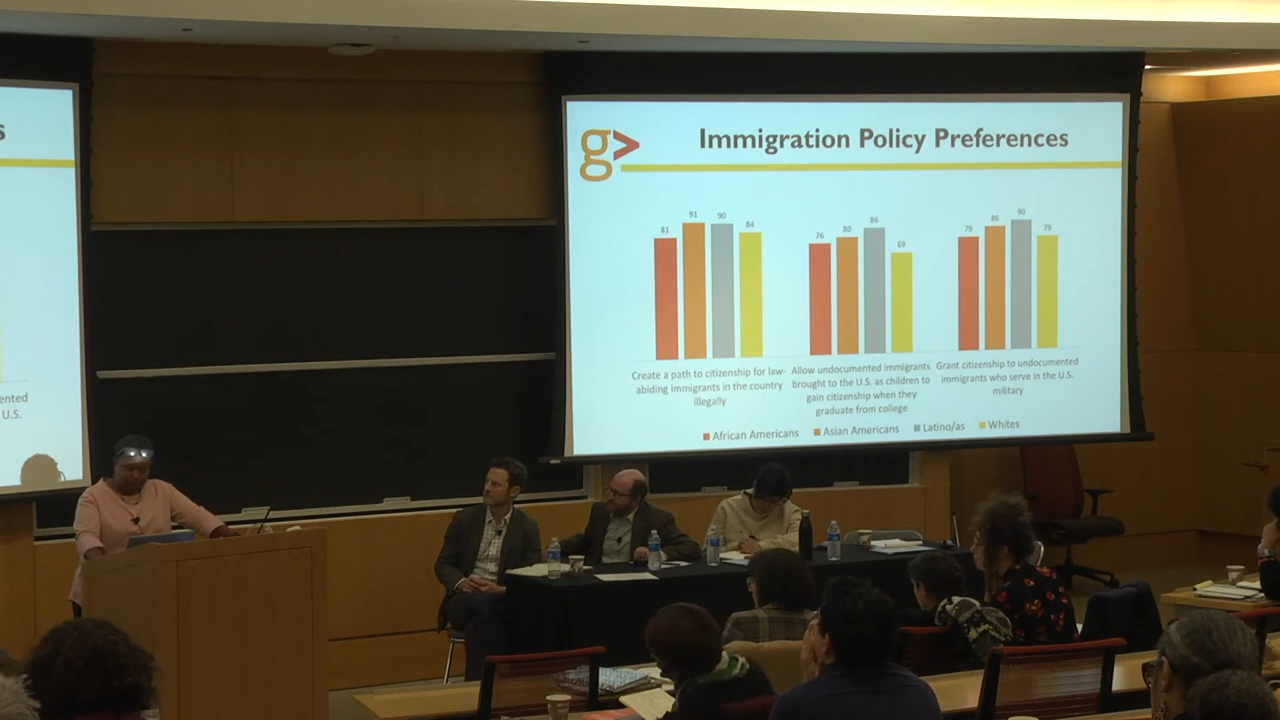 s
ented
U.S.
g>
Immigration Policy Preferences
81 91 90 84
76 80 86 69
79 86 90 79
Create a path to citizenship for law-
abiding immigrants in the country
illegally
Allow undocumented immigrants
brought to the U.S. as children to
gain citizenship when they
graduate from college
Grant citizenship to undocumented
immigrants who serve in the U.S.
military
African Americans Asian Americans Latino/as Whites